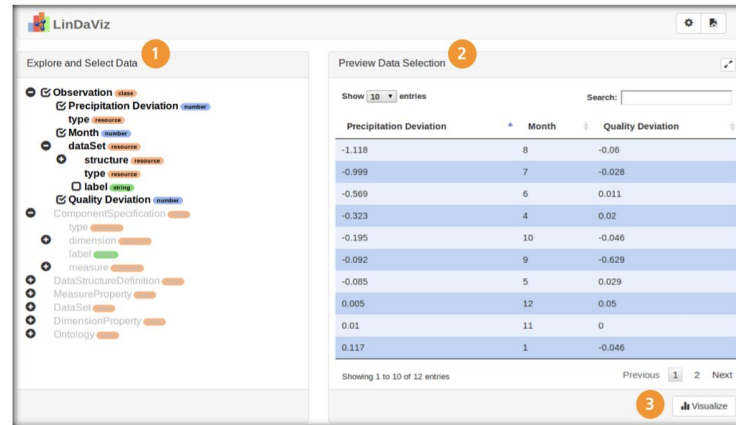 LinDaViz
Explore and Select Data 1
Observation class
Precipitation Deviation number
type resource
Month number
dataSet resource
structure resource
type resource
label string
Quality Deviation number
ComponentSpecification
type
dimension
label
measure
DataStructureDefinition
MeasureProperty
DataSet
DimensionProperty
Ontology
Preview Data Selection 2
Show 10 entries Search:
Precipitation Deviation Month Quality Deviation
-1.118 8 -0.06
-0.999 7 -0.028
-0.569 6 0.011
-0.323 4 0.02
-0.195 10 -0.046
-0.092 9 -0.629
-0.085 5 0.029
0.005 12 0.05
0.01 11 0
0.117 1 -0.046
Showing 1 to 10 of 12 entries Previous 1 2 Next
3 Visualize